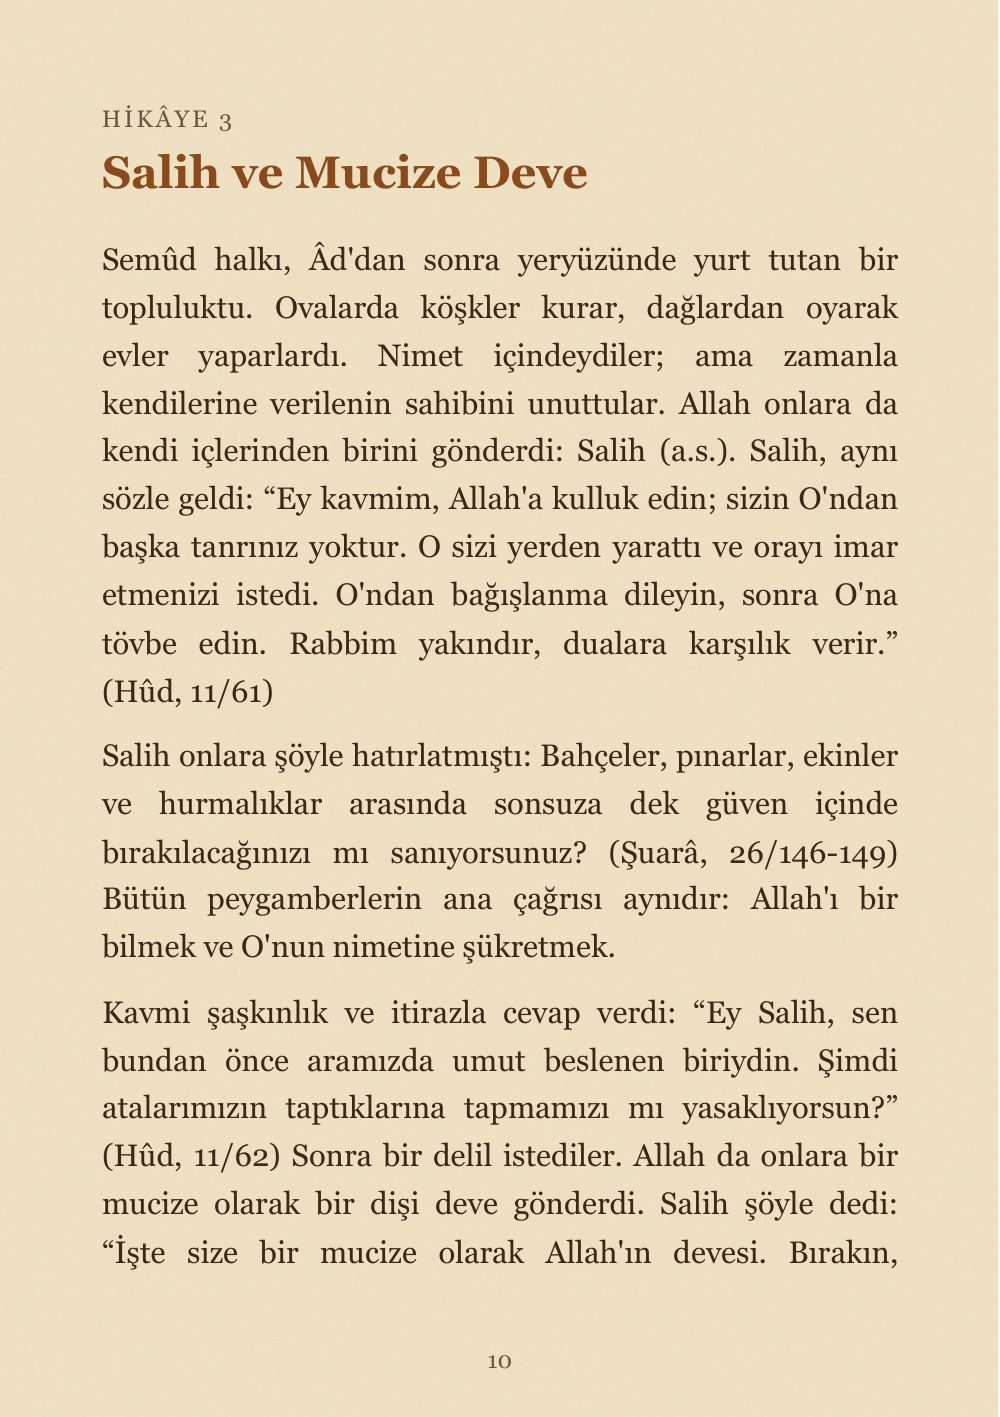 HİKÂYE 3
Salih ve Mucize Deve
Semûd halkı, Âd'dan sonra yeryüzünde yurt tutan bir
topluluktu. Ovalarda köşkler kurar, dağlardan oyarak
evler yaparlardı. Nimet içindeydiler; ama zamanla
kendilerine verilenin sahibini unuttular. Allah onlara da
kendi içlerinden birini gönderdi: Salih (a.s.). Salih, aynı
sözle geldi: “Ey kavmim, Allah'a kulluk edin; sizin O'ndan
başka tanrınız yoktur. O sizi yerden yarattı ve orayı imar
etmenizi istedi. O'ndan bağışlanma dileyin, sonra O'na
tövbe edin. Rabbim yakındır, dualara karşılık verir.”
(Hûd, 11/61)
Salih onlara şöyle hatırlatmıştı: Bahçeler, pınarlar, ekinler
ve hurmalıklar arasında sonsuza dek güven içinde
bırakılacağınızı mı sanıyorsunuz? (Şuarâ, 26/146-149)
Bütün peygamberlerin ana çağrısı aynıdır: Allah'ı bir
bilmek ve O'nun nimetine şükretmek.
Kavmi şaşkınlık ve itirazla cevap verdi: “Ey Salih, sen
bundan önce aramızda umut beslenen biriydin. Şimdi
atalarımızın taptıklarına tapmamızı mı yasaklıyorsun?”
(Hûd, 11/62) Sonra bir delil istediler. Allah da onlara bir
mucize olarak bir dişi deve gönderdi. Salih şöyle dedi:
“İşte size bir mucize olarak Allah'ın devesi. Bırakın,
10